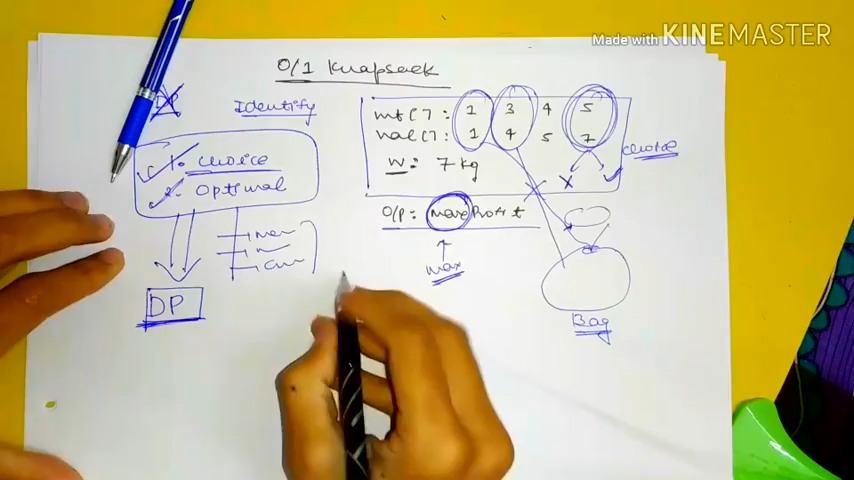 Made with KINEMASTER
0/1 Knapsack
DP
Identify
1. choice
2. Optimal
DP
wt[ ] : 1 3 4 5
val[ ] : 1 4 5 7
W : 7 kg
choice
O/P : Profit
max
Bag